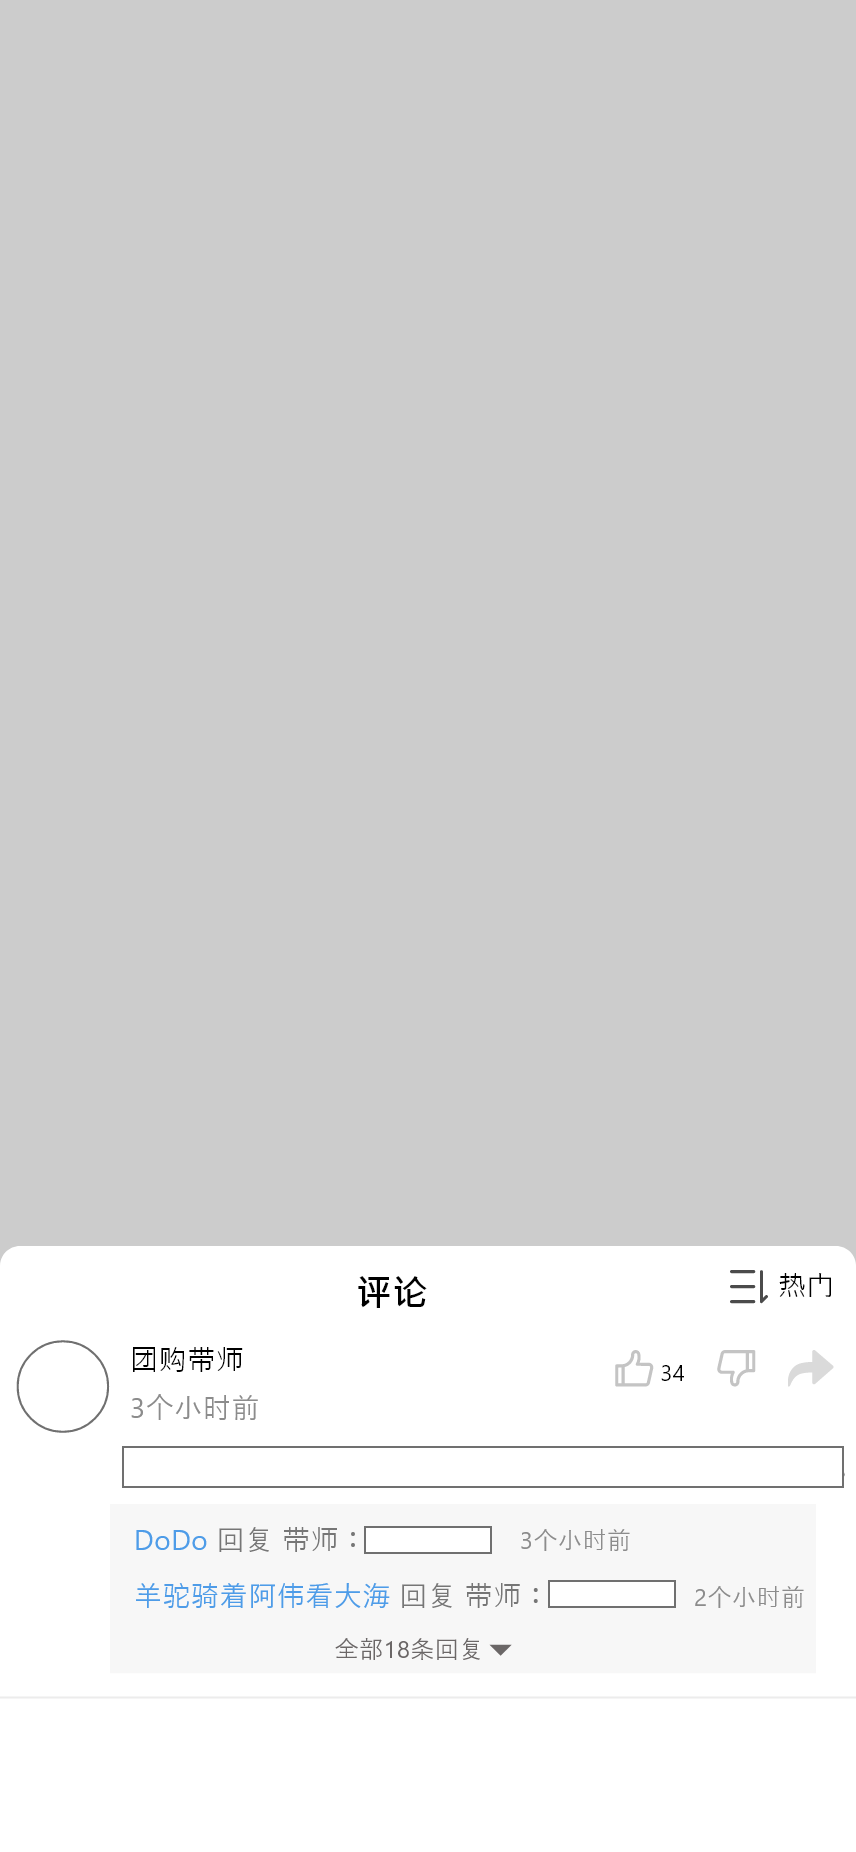 评论
热门
团购带师
34
3个小时前
DoDo 回复 带师：
3个小时前
羊驼骑着阿伟看大海 回复 带师：
2个小时前
全部18条回复